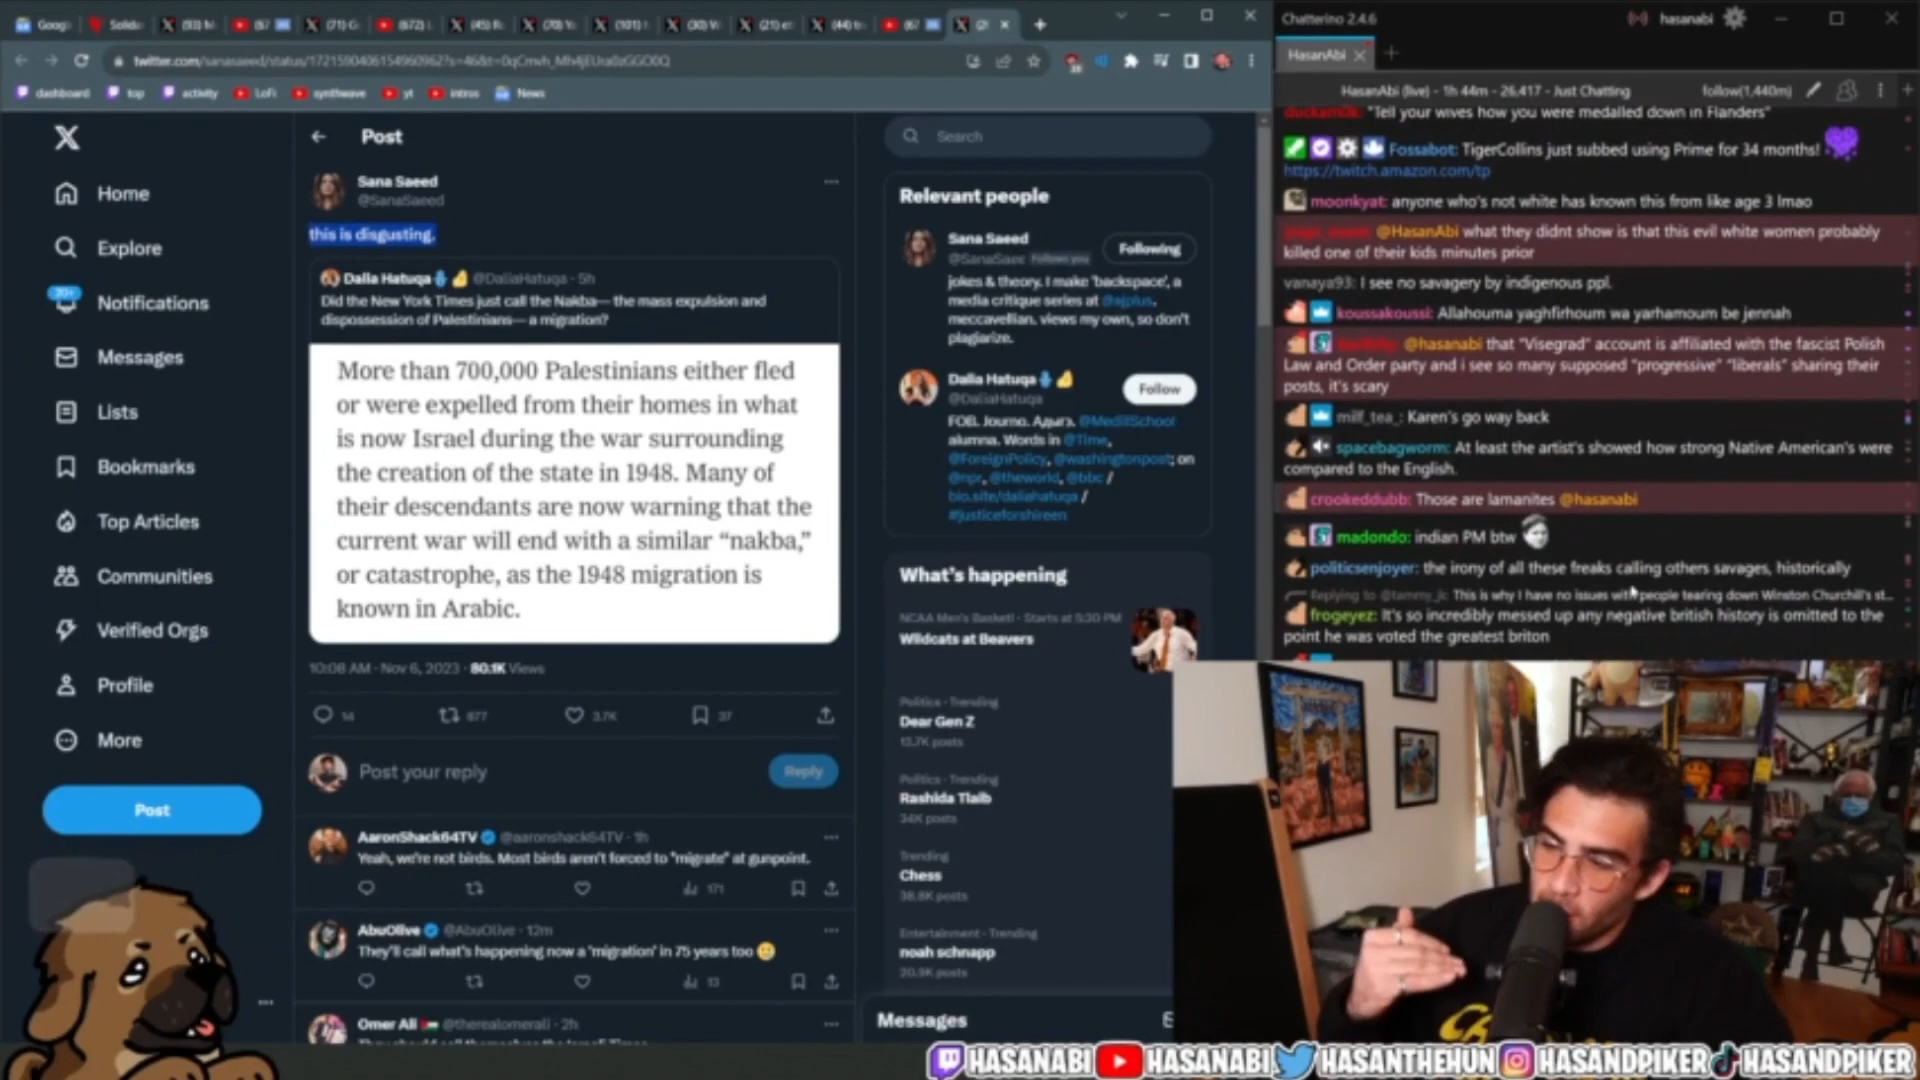 twitter.com/sanasaeed/status/
dashboard
top
activity
LoFi
synthwave
yt
intros
News
Home
Explore
Notifications
Messages
Lists
Bookmarks
Top Articles
Communities
Verified Orgs
Profile
More
Post
Post
Sana Saeed
@SanaSaeed
this is disgusting.
Dalia Hatuqa @DaliaHatuqa · 5h
Did the New York Times just call the Nakba— the mass expulsion and
dispossession of Palestinians— a migration?
More than 700,000 Palestinians either fled
or were expelled from their homes in what
is now Israel during the war surrounding
the creation of the state in 1948. Many of
their descendants are now warning that the
current war will end with a similar “nakba,”
or catastrophe, as the 1948 migration is
known in Arabic.
10:08 AM · Nov 6, 2023 · 80.1K Views
14 677 3.7K 37
Post your reply
Reply
AaronShack64TV @aaronshack64TV · 1h
Yeah, we're not birds. Most birds aren't forced to "migrate" at gunpoint.
171
AbuOlive @AbuOlive · 12m
They'll call what's happening now a 'migration' in 75 years too
13
Omer Ali @therealomerali · 2h
Search
Relevant people
Sana Saeed
Following
@SanaSaee Follows you
jokes & theory. I make 'backspace', a
media critique series at @ajplus.
meccavellian. views my own, so don't
plagiarize.
Dalia Hatuqa
Follow
@DaliaHatuqa
FOB. Journo. Адыгэ. @MedillSchool
alumna. Words in @Time,
@ForeignPolicy, @washingtonpost; on
@npr, @theworld, @bbc /
bio.site/daliahatuqa /
#justiceforshireen
What's happening
NCAA Men's Basketl · Starts at 5:30 PM
Wildcats at Beavers
Politics · Trending
Dear Gen Z
13.7K posts
Politics · Trending
Rashida Tlaib
34K posts
Trending
Chess
38.8K posts
Entertainment · Trending
noah schnapp
20.9K posts
Messages
Chatterino 2.4.6
hasanabi
HasanAbi
HasanAbi (live) - 1h 44m - 26,417 - Just Chatting
follow(1,440m)
"Tell your wives how you were medalled down in Flanders"
Fossabot: TigerCollins just subbed using Prime for 34 months!
https://twitch.amazon.com/tp
moonkyat: anyone who's not white has known this from like age 3 lmao
@HasanAbi what they didnt show is that this evil white women probably
killed one of their kids minutes prior
vanaya93: I see no savagery by indigenous ppl.
koussakoussi: Allahouma yaghfirhoum wa yarhamoum be jennah
@hasanabi that "Visegrad" account is affiliated with the fascist Polish
Law and Order party and i see so many supposed "progressive" "liberals" sharing their
posts, it's scary
milf_tea_: Karen's go way back
spacebagworm: At least the artist's showed how strong Native American's were
compared to the English.
crookeddubb: Those are lamanites @hasanabi
madondo: indian PM btw
politicsenjoyer: the irony of all these freaks calling others savages, historically
Replying to @tammy_jc This is why I have no issues with people tearing down Winston Churchill's st...
frogeyez: It's so incredibly messed up any negative british history is omitted to the
point he was voted the greatest briton
HASANABI HASANABI HASANTHEHUN HASANDPIKER HASANDPIKER